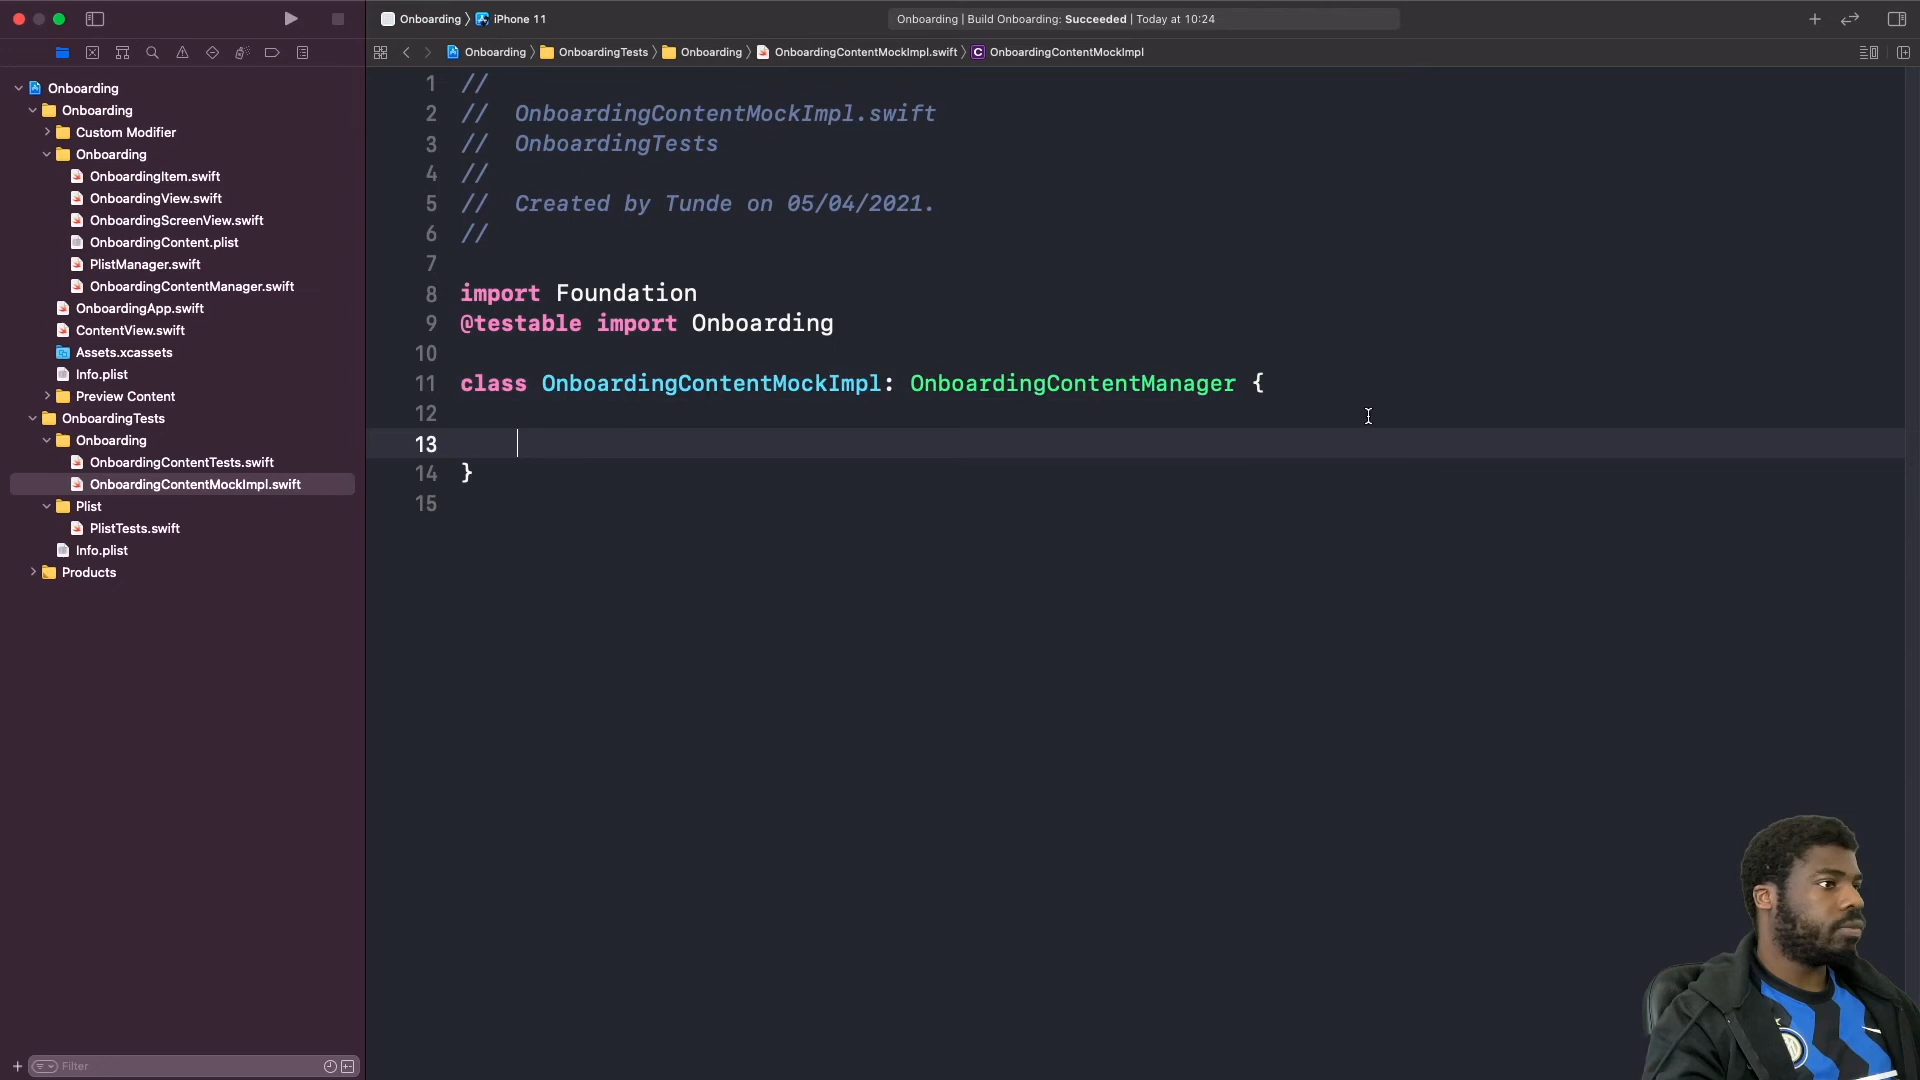 Onboarding iPhone 11
Onboarding | Build Onboarding: Succeeded | Today at 10:24
Onboarding OnboardingTests Onboarding OnboardingContentMockImpl.swift C OnboardingContentMockImpl
Onboarding
Onboarding
Custom Modifier
Onboarding
OnboardingItem.swift
OnboardingView.swift
OnboardingScreenView.swift
OnboardingContent.plist
PlistManager.swift
OnboardingContentManager.swift
OnboardingApp.swift
ContentView.swift
Assets.xcassets
Info.plist
Preview Content
OnboardingTests
Onboarding
OnboardingContentTests.swift
OnboardingContentMockImpl.swift
Plist
PlistTests.swift
Info.plist
Products
Filter
1 //
2 // OnboardingContentMockImpl.swift
3 // OnboardingTests
4 //
5 // Created by Tunde on 05/04/2021.
6 //
7
8 import Foundation
9 @testable import Onboarding
10
11 class OnboardingContentMockImpl: OnboardingContentManager {
12
13
14 }
15